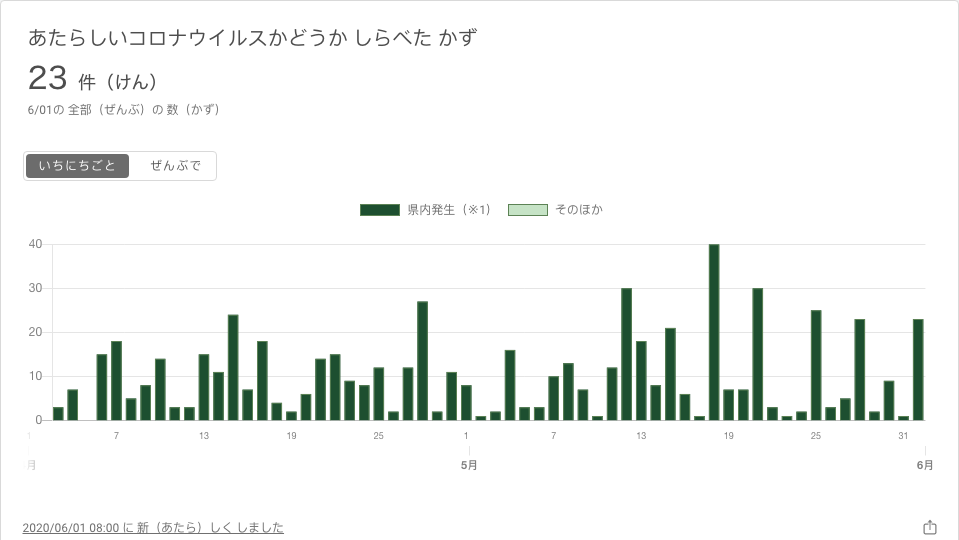 あたらしいコロナウイルスかどうか しらべた かず
23 件（けん）
6/01の 全部（ぜんぶ）の 数（かず）
いちにちごと ぜんぶで
県内発生（※1） そのほか
40
30
20
10
0
7 13 19 25 1 7 13 19 25 31
月 5月 6月
2020/06/01 08:00 に 新（あたら）しく しました